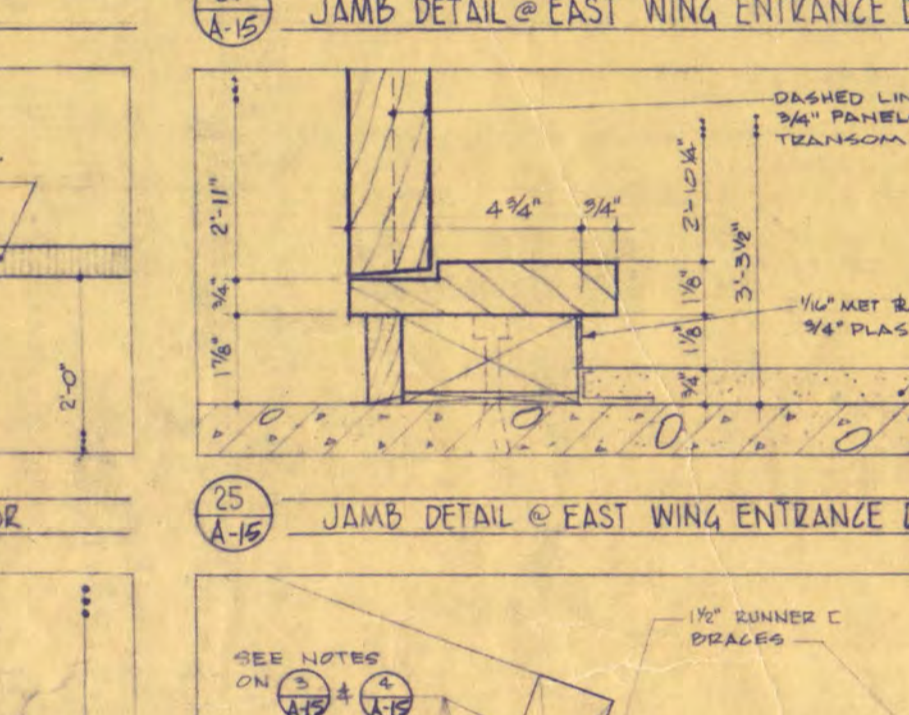 A-15
JAMB DETAIL @ EAST WING ENTRANCE
DASHED
3/4" PANEL
TRANSOM
2'-11"
3/4"
1 7/8"
4 3/4"
3/4"
2'-10 1/4"
1 1/8"
1 1/8"
3/4"
3'-3 1/2"
1/16" MET
3/4" PLAS
2'-0"
25
A-15
JAMB DETAIL @ EAST WING ENTRANCE
1 1/2" RUNNER
BRACES
SEE NOTES
ON 3 & 4
A-15 A-15